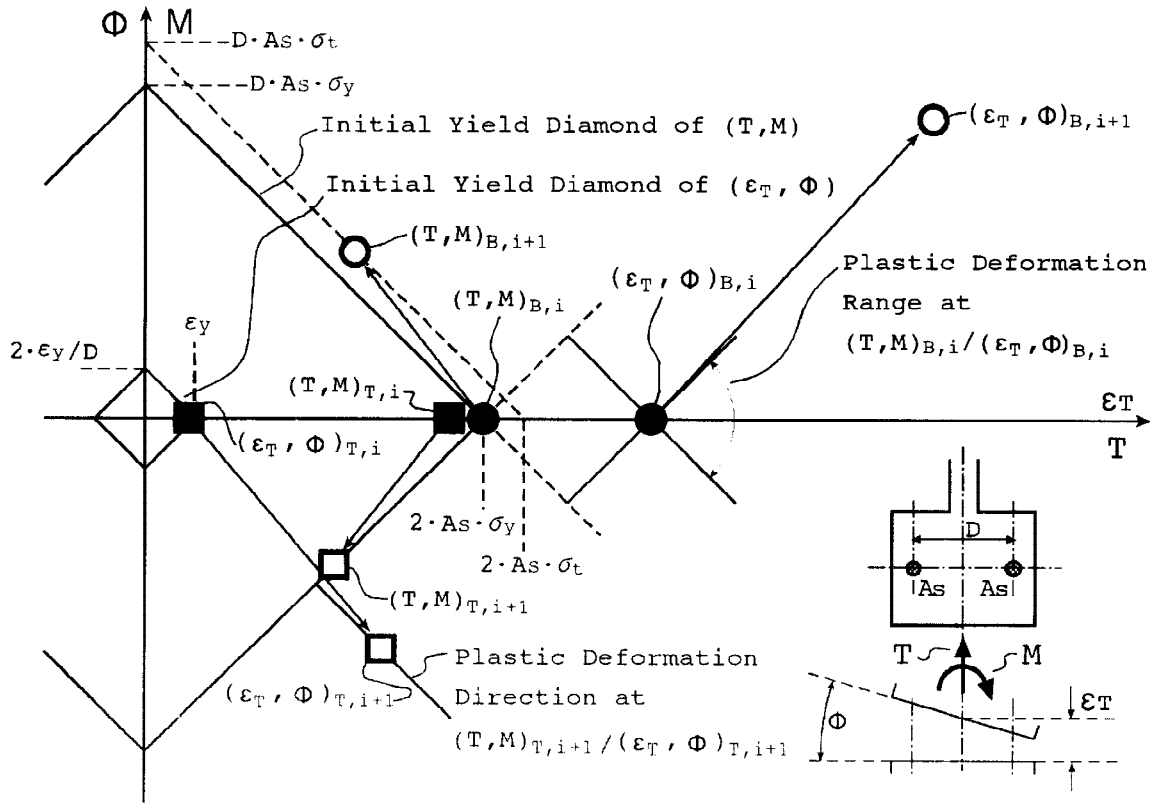 Φ M
D·As·σt
D·As·σy
Initial Yield Diamond of (T,M)
(εT, Φ)B,i+1
Initial Yield Diamond of (εT, Φ)
(T,M)B,i+1
(εT, Φ)B,i
Plastic Deformation
Range at
(T,M)B,i/(εT,Φ)B,i
(T,M)B,i
εy
2·εy/D
(T,M)T,i
(εT, Φ)T,i
εT
T
2·As·σy
2·As·σt
D
As As
(T,M)T,i+1
T M
Plastic Deformation
Direction at
(T,M)T,i+1/(εT,Φ)T,i+1
(εT, Φ)T,i+1
Φ
εT